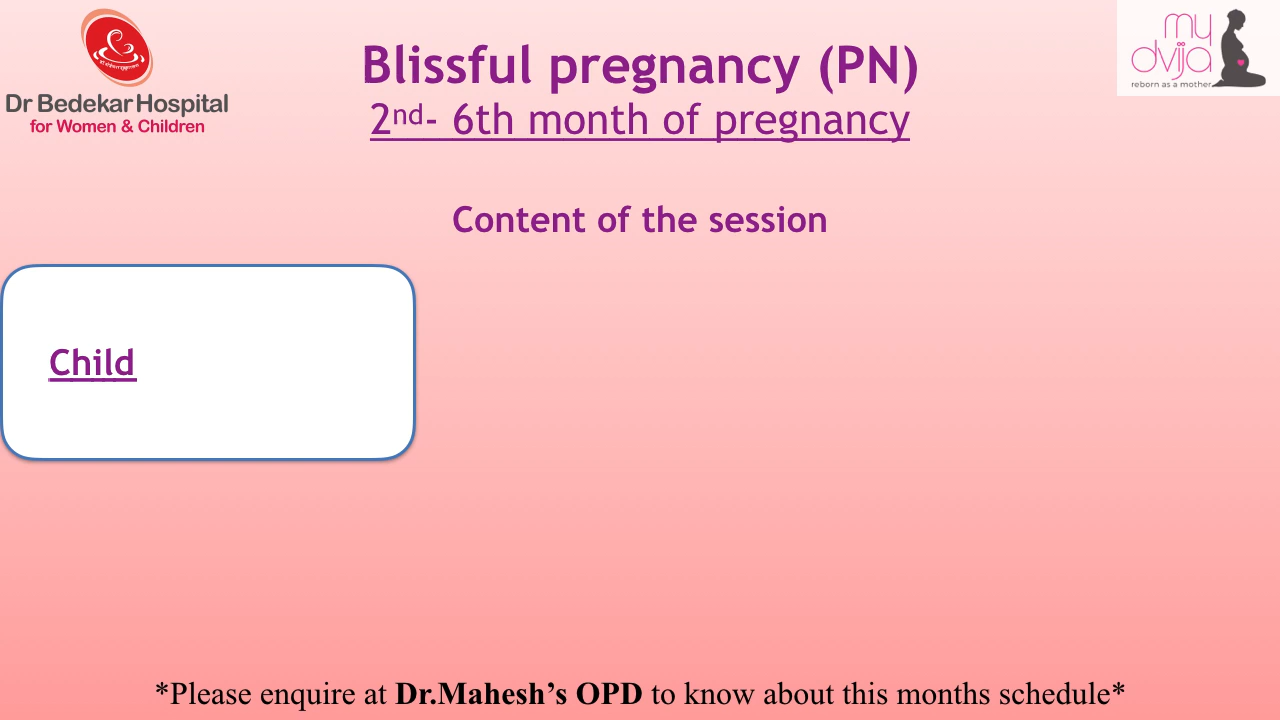 Dr Bedekar Hospital
for Women & Children
my
dvija
reborn as a mother
Blissful pregnancy (PN)
2nd- 6th month of pregnancy
Content of the session
Child
*Please enquire at Dr.Mahesh’s OPD to know about this months schedule*